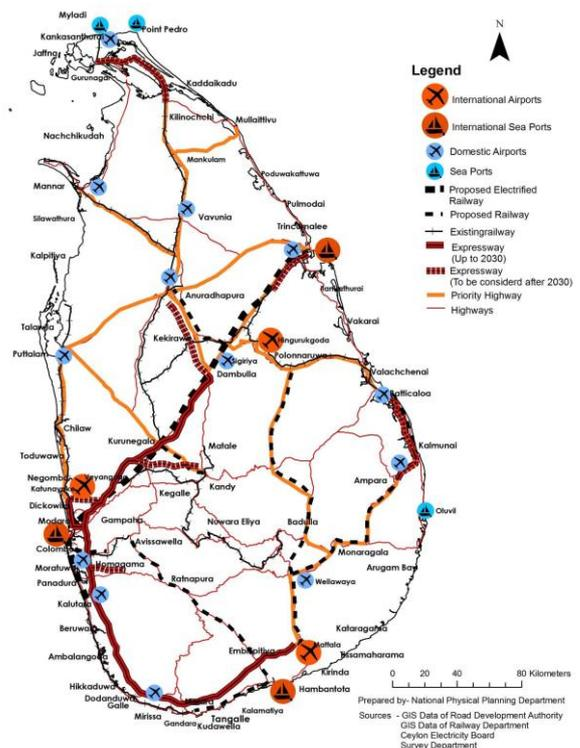 Myladi
Point Pedro
Kankasanthurai
Jaffna
Gurunagar
Kaddaikadu
Kilinochchi
Mullaittivu
Nachchikudah
Mankulam
Poduwakattuwa
Mannar
Pulmodai
Vavunia
Silawathura
Trincomalee
Kalpitiya
Anuradhapura
Vakarai
Talawila
Kekirawa
Hingurukgoda
Polonnaruwa
Puttalam
Sigiriya
Dambulla
Valachchenai
Batticaloa
Chilaw
Kurunegala
Matale
Kalmunai
Toduwawa
Ampara
Negombo
Kandy
Kegalle
Dickowita
Oluvil
Gampaha
Nuwara Eliya
Badulla
Colombo
Avissawella
Monaragala
Arugam Bay
Moratuwa
Homagama
Panadura
Ratnapura
Wellawaya
Kalutara
Kataragama
Beruwala
Embilipitiya
Mattala
Tissamaharama
Ambalangoda
Kirinda
Hikkaduwa
Hambantota
Dodanduwa
Galle
Kalamatiya
Mirissa
Tangalle
Gandara
Kudawella
N
Legend
International Airports
International Sea Ports
Domestic Airports
Sea Ports
Proposed Electrified
Railway
Proposed Railway
Existingrailway
Expressway
(Up to 2030)
Expressway
(To be considerd after 2030)
Priority Highway
Highways
0 20 40 80 Kilometers
Prepared by- National Physical Planning Department
Sources - GIS Data of Road Development Authority
GIS Data of Railway Department
Ceylon Electricity Board
Survey Department